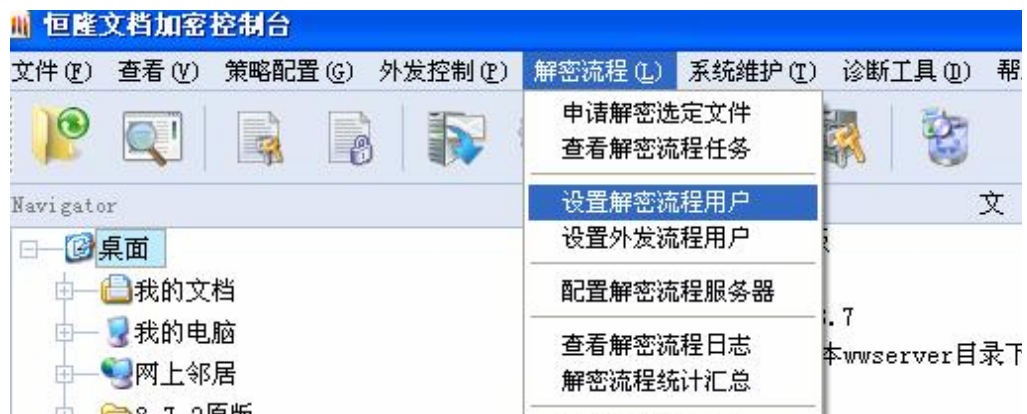 恒隆文档加密控制台
文件(F) 查看(V) 策略配置(G) 外发控制(P) 解密流程(L) 系统维护(T) 诊断工具(D) 帮
申请解密选定文件
查看解密流程任务
设置解密流程用户
设置外发流程用户
配置解密流程服务器
查看解密流程日志
解密流程统计汇总
Navigator
文
桌面
我的文档
我的电脑
.7
网上邻居
本wwserver目录下
8.7.2原版